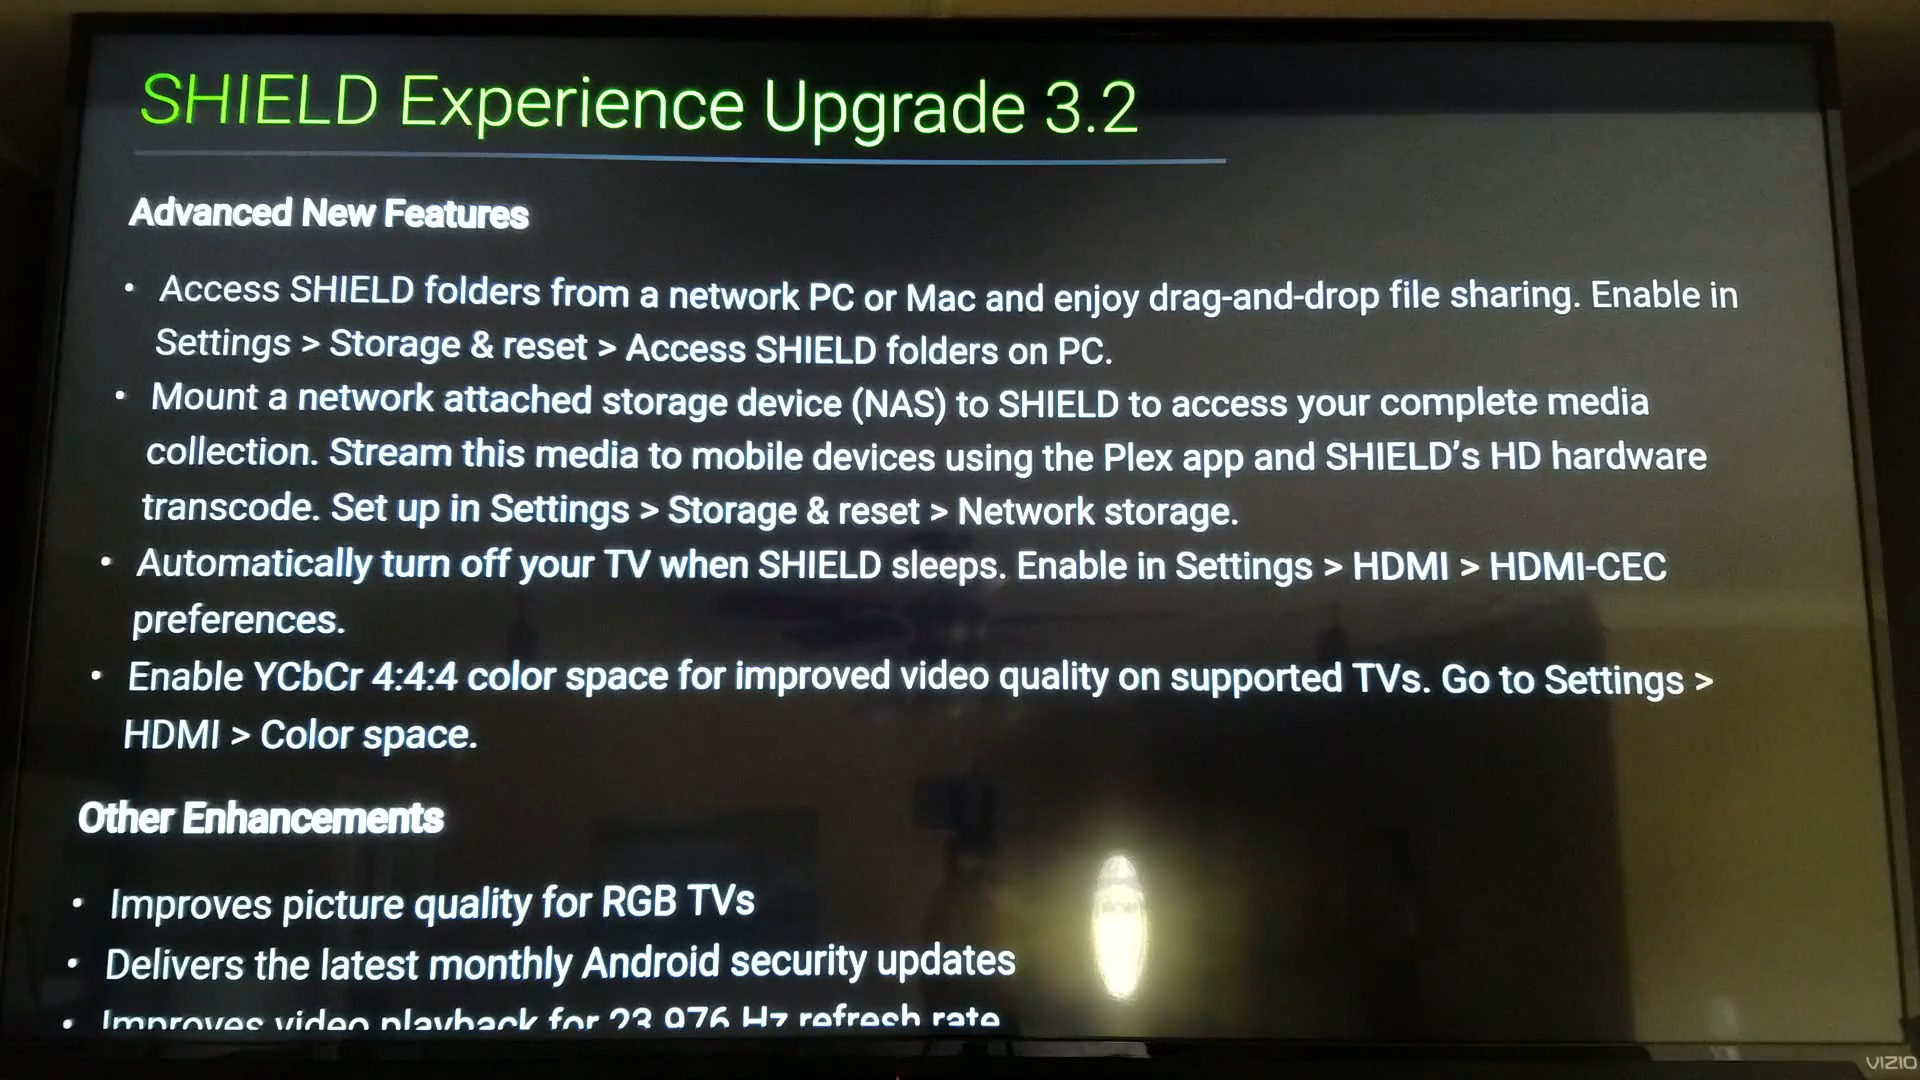 SHIELD Experience Upgrade 3.2
Advanced New Features
• Access SHIELD folders from a network PC or Mac and enjoy drag-and-drop file sharing. Enable in
Settings > Storage & reset > Access SHIELD folders on PC.
• Mount a network attached storage device (NAS) to SHIELD to access your complete media
collection. Stream this media to mobile devices using the Plex app and SHIELD's HD hardware
transcode. Set up in Settings > Storage & reset > Network storage.
• Automatically turn off your TV when SHIELD sleeps. Enable in Settings > HDMI > HDMI-CEC
preferences.
• Enable YCbCr 4:4:4 color space for improved video quality on supported TVs. Go to Settings >
HDMI > Color space.
Other Enhancements
• Improves picture quality for RGB TVs
• Delivers the latest monthly Android security updates
• Improves video playback for 23.976 Hz refresh rate
VIZIO